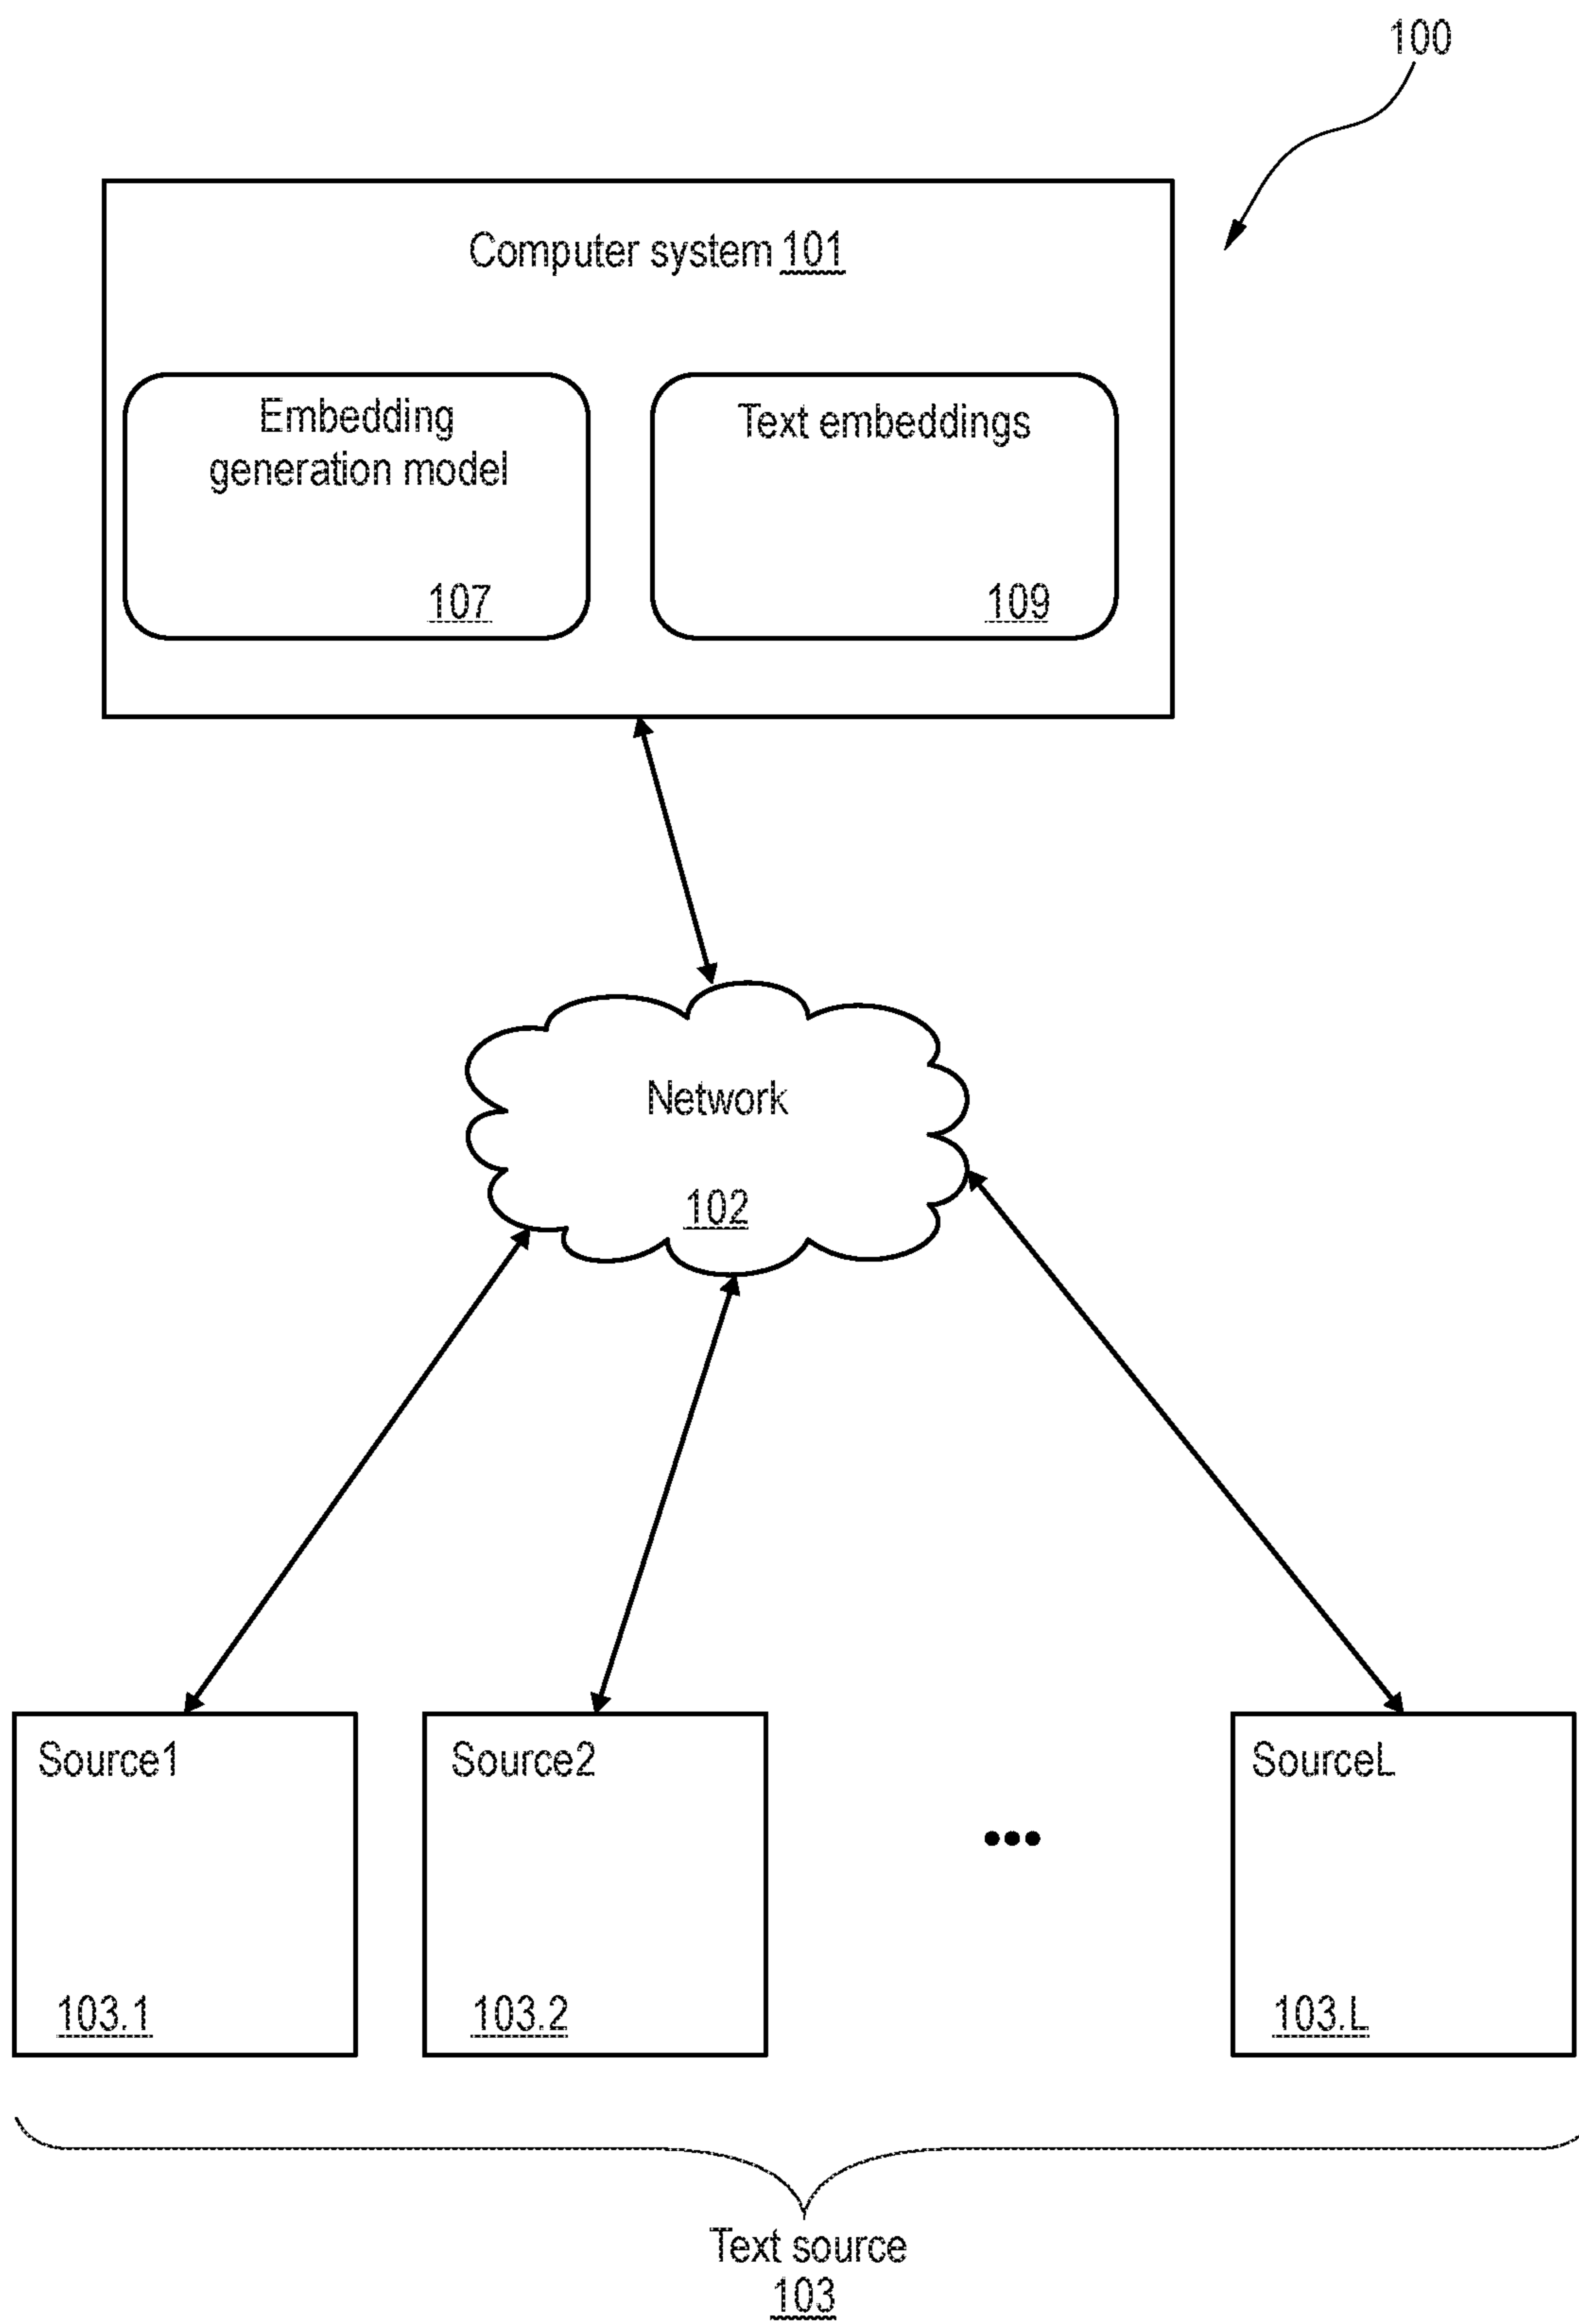 100
Computer system 101
Embedding
generation model
107
Text embeddings
109
Network
102
Source1
103.1
Source2
103.2
...
SourceL
103.L
Text source
103